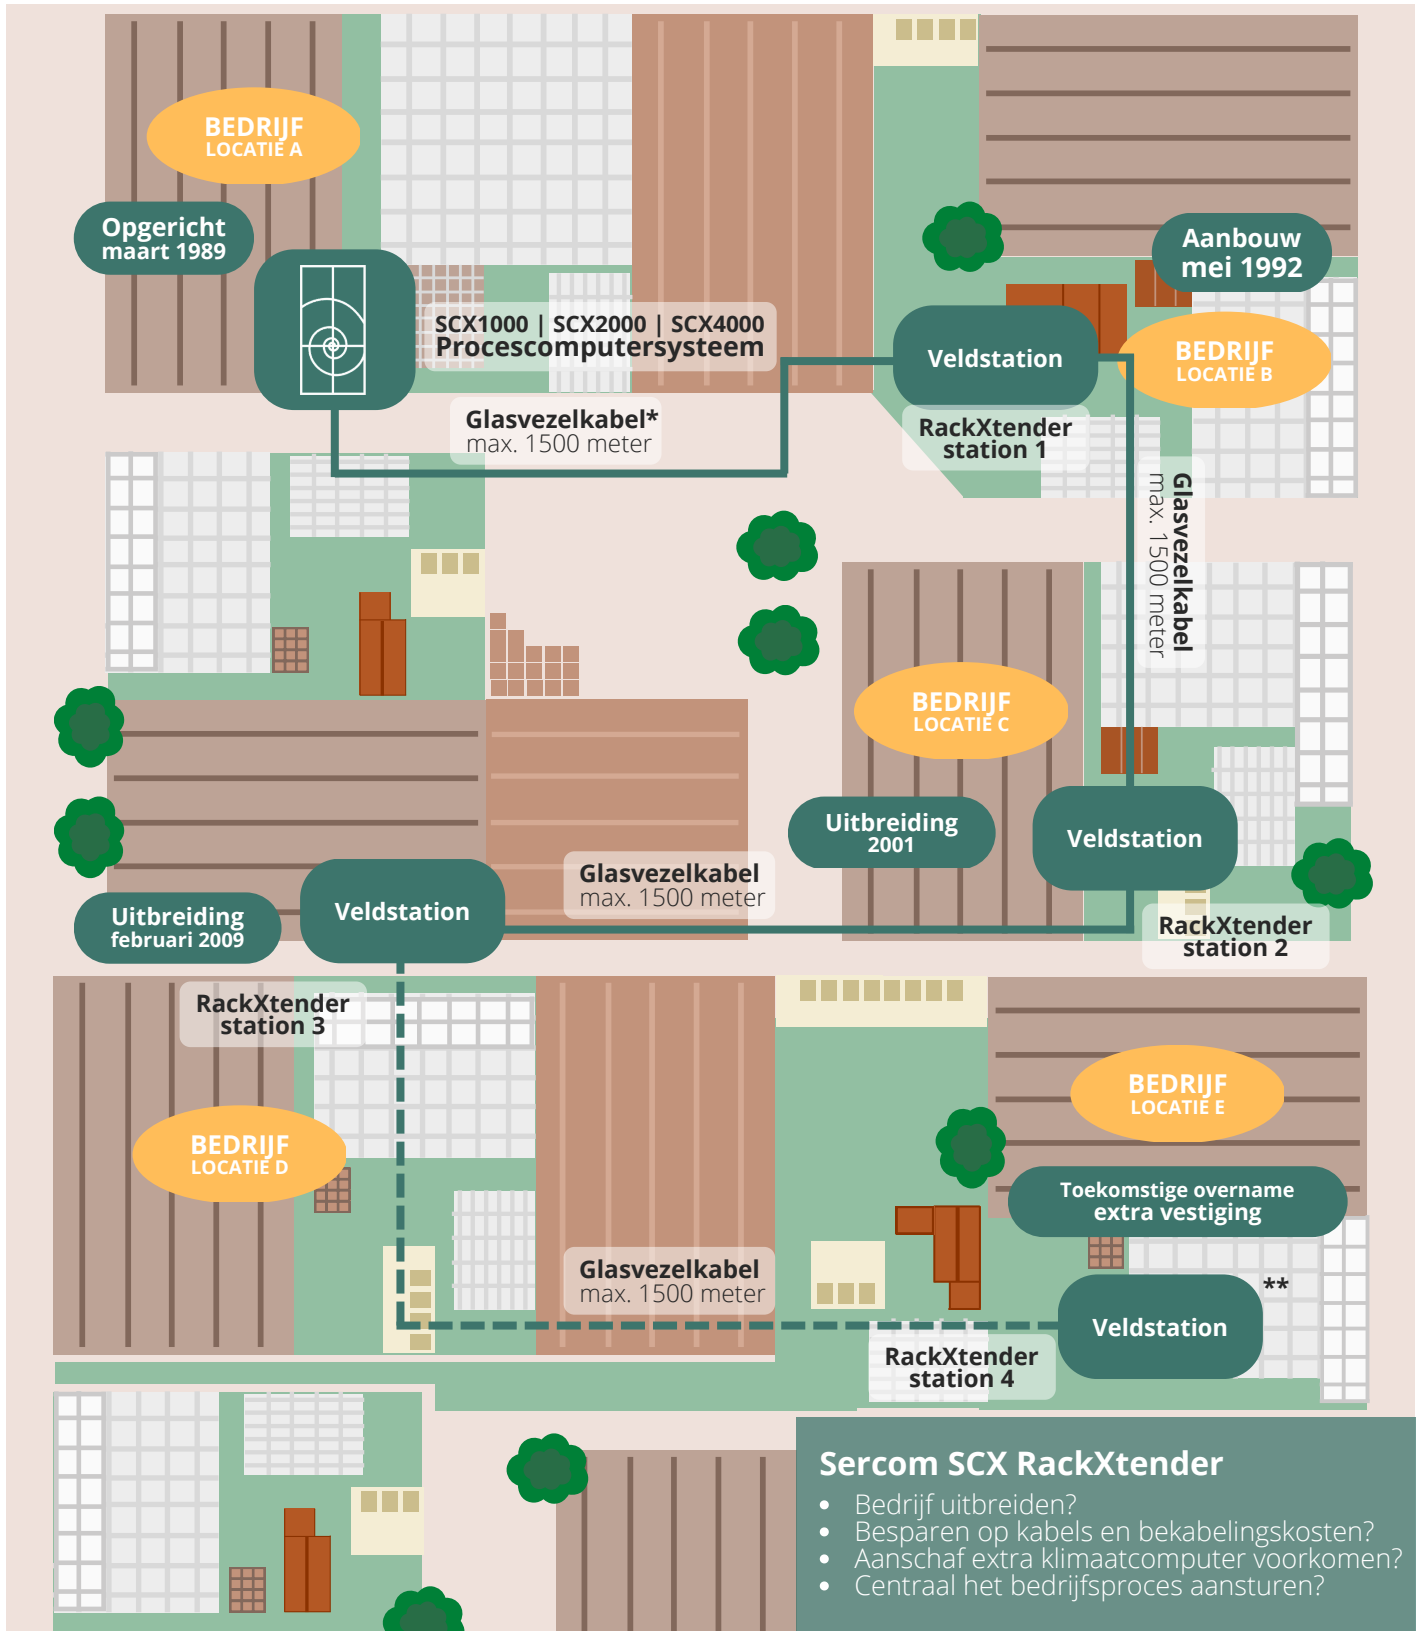 BEDRIJF
LOCATIE A
Opgericht
maart 1989
SCX1000 | SCX2000 | SCX4000
Procescomputersysteem
Glasvezelkabel*
max. 1500 meter
Aanbouw
mei 1992
Veldstation
BEDRIJF
LOCATIE B
RackXtender
station 1
Glasvezelkabel
max. 1500 meter
BEDRIJF
LOCATIE C
Uitbreiding
2001
Veldstation
RackXtender
station 2
Glasvezelkabel
max. 1500 meter
Veldstation
Uitbreiding
februari 2009
RackXtender
station 3
BEDRIJF
LOCATIE D
BEDRIJF
LOCATIE E
Toekomstige overname
extra vestiging
Glasvezelkabel
max. 1500 meter
**
Veldstation
RackXtender
station 4
Sercom SCX RackXtender
• Bedrijf uitbreiden?
• Besparen op kabels en bekabelingskosten?
• Aanschaf extra klimaatcomputer voorkomen?
• Centraal het bedrijfsproces aansturen?